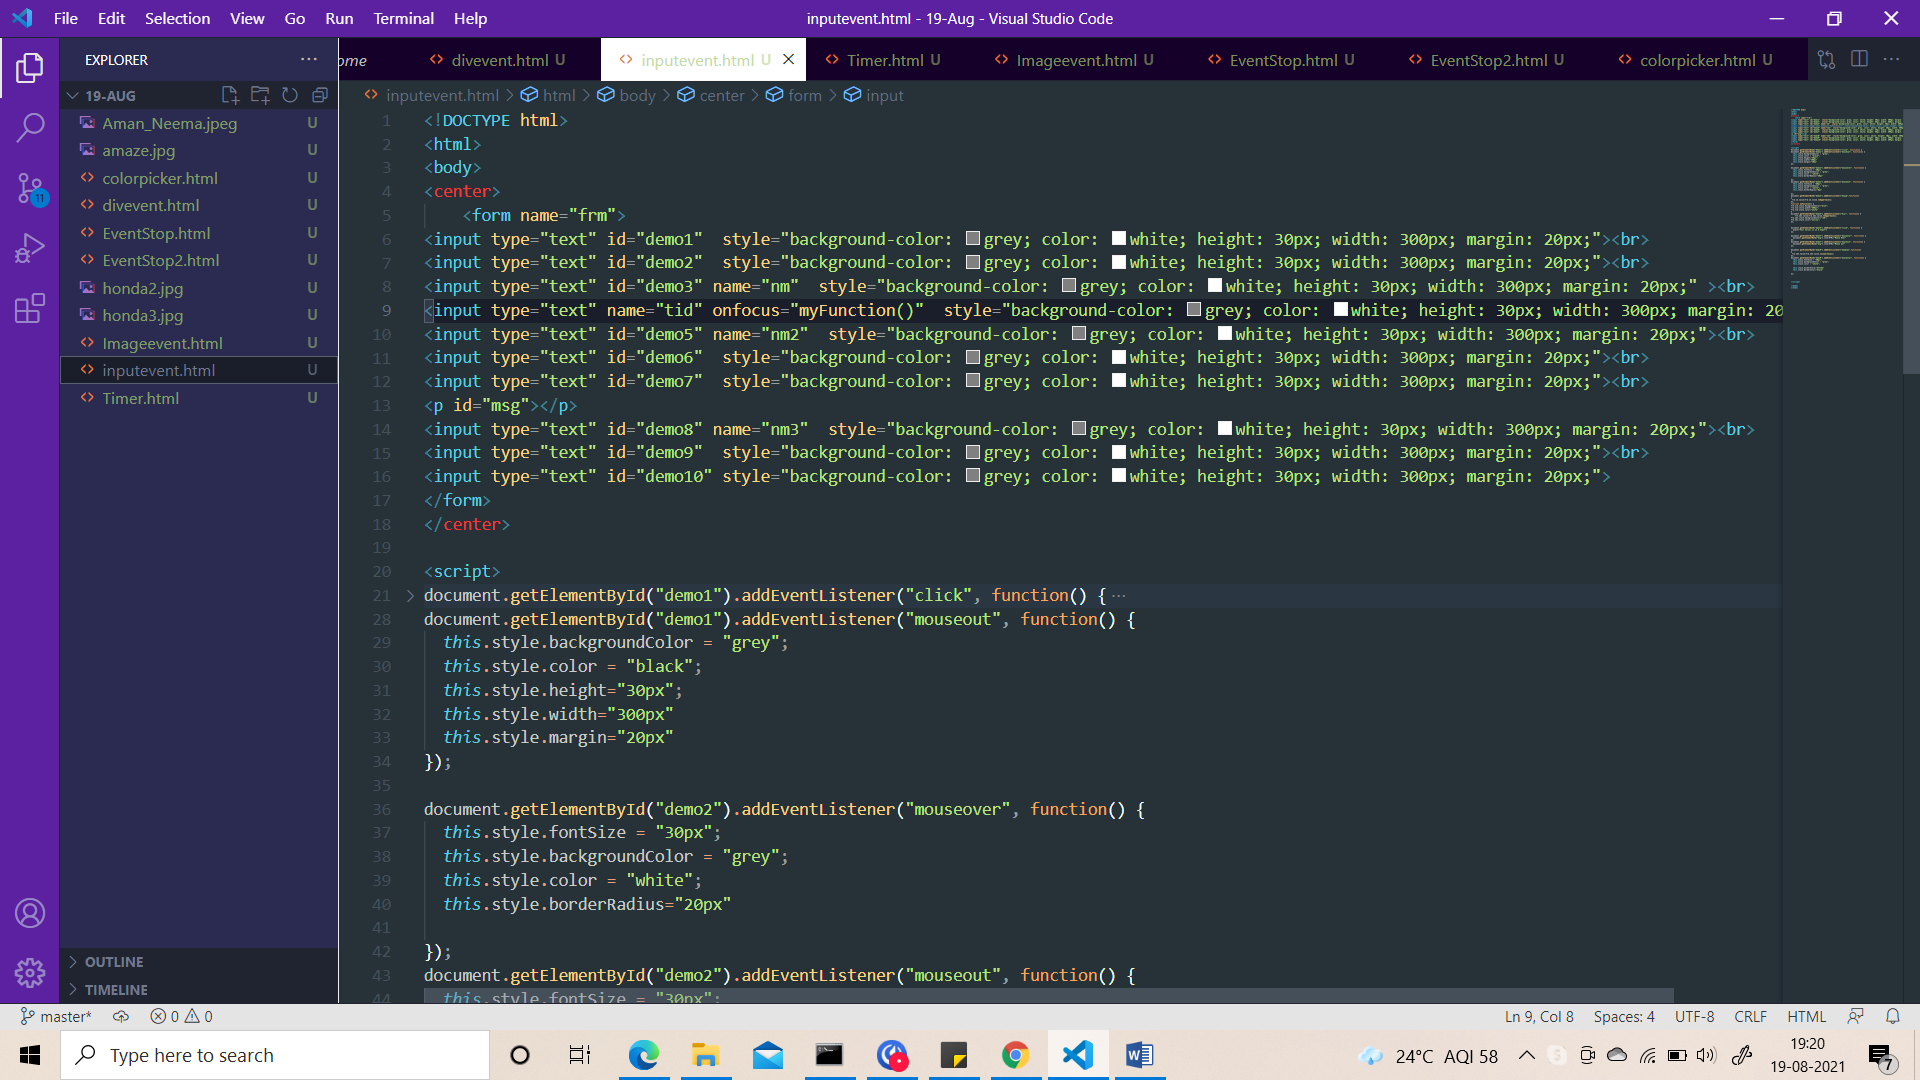 File Edit Selection View Go Run Terminal Help
inputevent.html - 19-Aug - Visual Studio Code
EXPLORER
ome
divevent.html U
inputevent.html U
Timer.html U
Imageevent.html U
EventStop.html U
EventStop2.html U
colorpicker.html U
19-AUG
inputevent.html > html > body > center > form > input
Aman_Neema.jpeg U
amaze.jpg U
colorpicker.html U
divevent.html U
EventStop.html U
EventStop2.html U
honda2.jpg U
honda3.jpg U
Imageevent.html U
inputevent.html U
Timer.html U
11
OUTLINE
TIMELINE
1 <!DOCTYPE html>
2 <html>
3 <body>
4 <center>
5 <form name="frm">
6 <input type="text" id="demo1"  style="background-color: grey; color: white; height: 30px; width: 300px; margin: 20px;"><br>
7 <input type="text" id="demo2"  style="background-color: grey; color: white; height: 30px; width: 300px; margin: 20px;"><br>
8 <input type="text" id="demo3" name="nm"  style="background-color: grey; color: white; height: 30px; width: 300px; margin: 20px;" ><br>
9 <input type="text" name="tid" onfocus="myFunction()"  style="background-color: grey; color: white; height: 30px; width: 300px; margin: 20
10 <input type="text" id="demo5" name="nm2"  style="background-color: grey; color: white; height: 30px; width: 300px; margin: 20px;"><br>
11 <input type="text" id="demo6"  style="background-color: grey; color: white; height: 30px; width: 300px; margin: 20px;"><br>
12 <input type="text" id="demo7"  style="background-color: grey; color: white; height: 30px; width: 300px; margin: 20px;"><br>
13 <p id="msg"></p>
14 <input type="text" id="demo8" name="nm3"  style="background-color: grey; color: white; height: 30px; width: 300px; margin: 20px;"><br>
15 <input type="text" id="demo9"  style="background-color: grey; color: white; height: 30px; width: 300px; margin: 20px;"><br>
16 <input type="text" id="demo10" style="background-color: grey; color: white; height: 30px; width: 300px; margin: 20px;">
17 </form>
18 </center>
19
20 <script>
21 document.getElementById("demo1").addEventListener("click", function() {···
28 document.getElementById("demo1").addEventListener("mouseout", function() {
29 this.style.backgroundColor = "grey";
30 this.style.color = "black";
31 this.style.height="30px";
32 this.style.width="300px"
33 this.style.margin="20px"
34 });
35
36 document.getElementById("demo2").addEventListener("mouseover", function() {
37 this.style.fontSize = "30px";
38 this.style.backgroundColor = "grey";
39 this.style.color = "white";
40 this.style.borderRadius="20px"
41
42 });
43 document.getElementById("demo2").addEventListener("mouseout", function() {
44 this.style.fontSize = "30px";
master* 0 0
Ln 9, Col 8 Spaces: 4 UTF-8 CRLF HTML
Type here to search
24°C AQI 58
19:20
19-08-2021
7